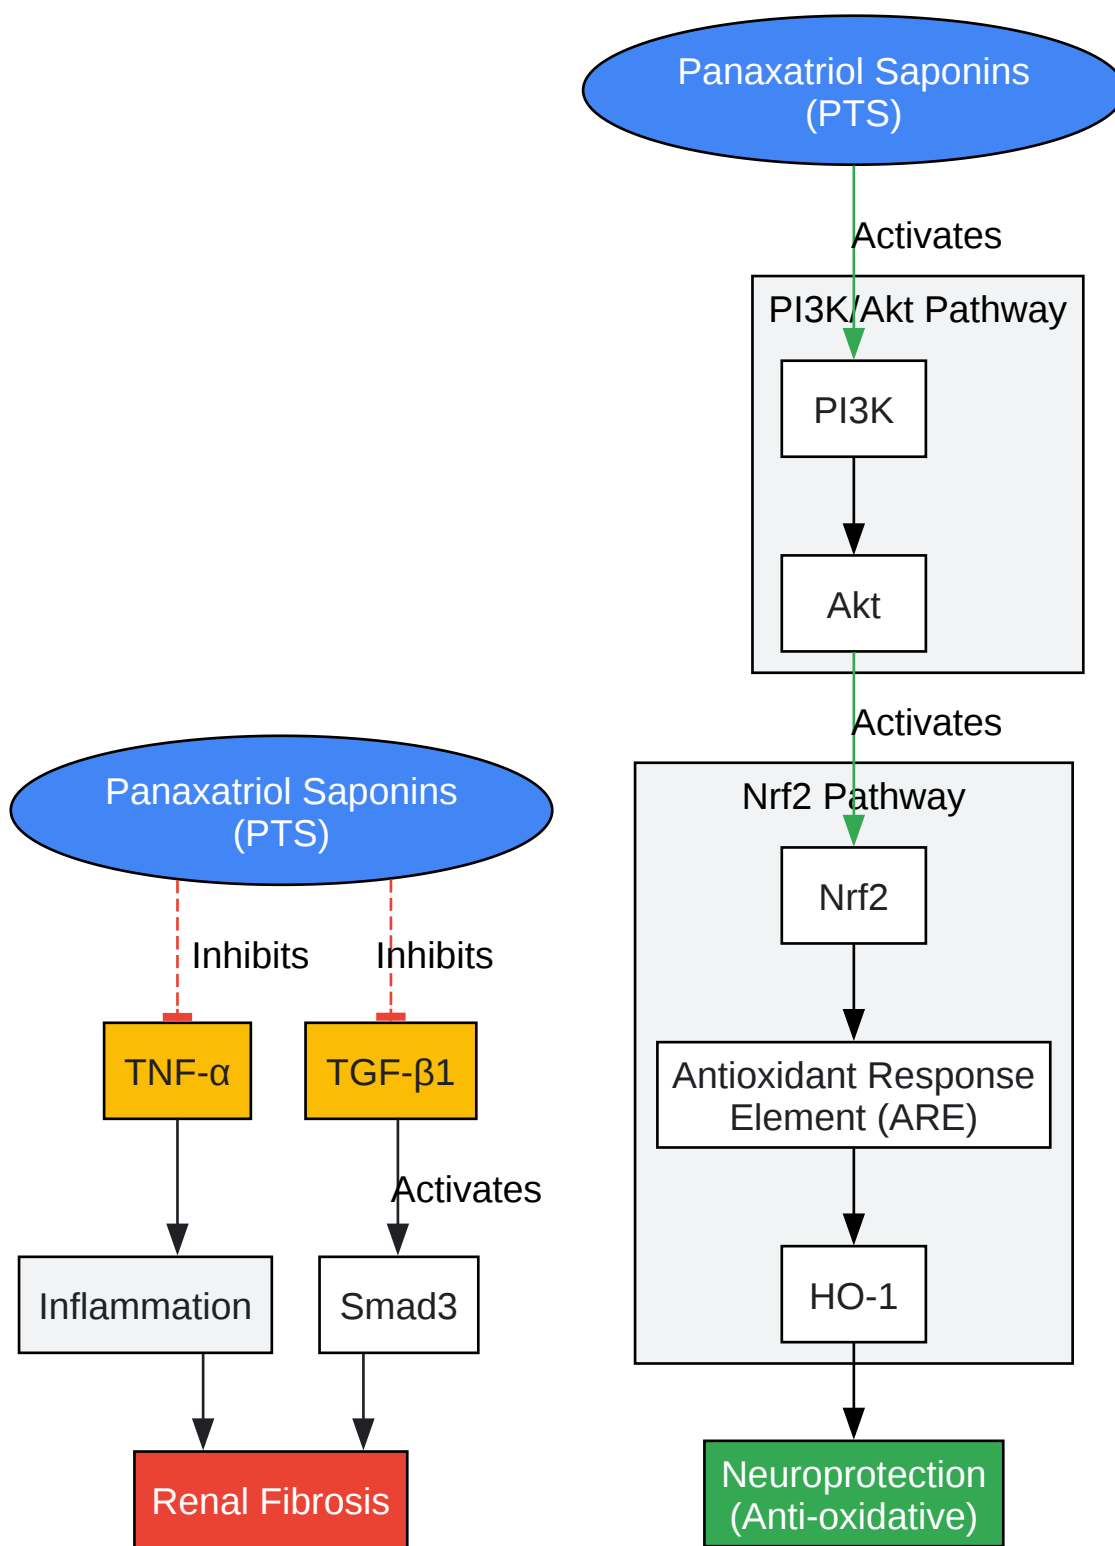 Panaxatriol Saponins
(PTS)
Activates
PI3K/Akt Pathway
PI3K
Akt
Activates
Nrf2 Pathway
Nrf2
Antioxidant Response
Element (ARE)
HO-1
Neuroprotection
(Anti-oxidative)
Panaxatriol Saponins
(PTS)
Inhibits
Inhibits
TNF-α
TGF-β1
Activates
Inflammation
Smad3
Renal Fibrosis